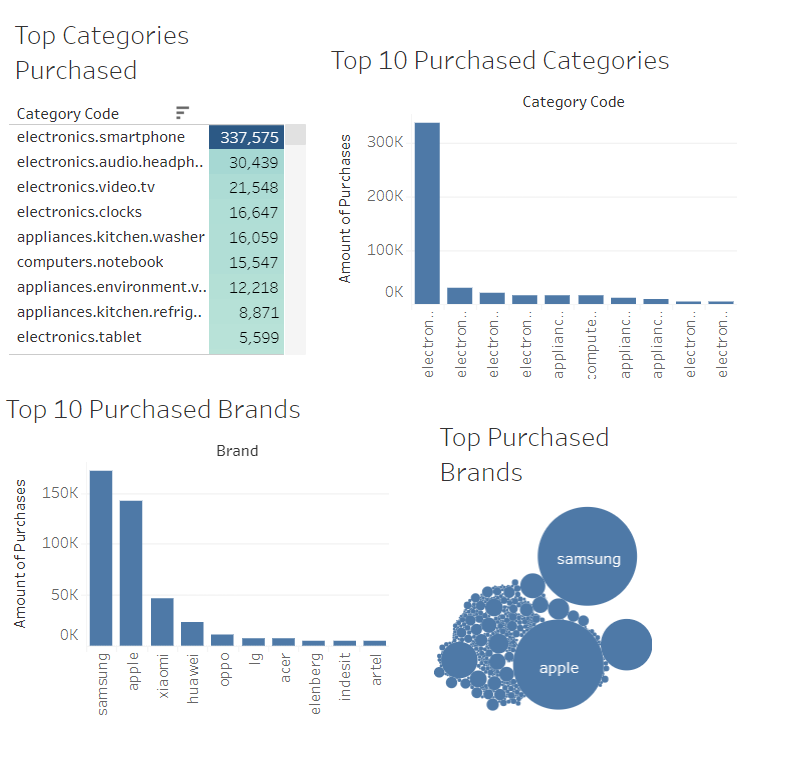 Top Categories
Purchased
Category Code
electronics.smartphone 337,575
electronics.audio.headph.. 30,439
electronics.video.tv 21,548
electronics.clocks 16,647
appliances.kitchen.washer 16,059
computers.notebook 15,547
appliances.environment.v.. 12,218
appliances.kitchen.refrig.. 8,871
electronics.tablet 5,599
Top 10 Purchased Categories
Category Code
Amount of Purchases
300K
200K
100K
0K
electron..
electron..
electron..
electron..
applianc..
compute..
applianc..
applianc..
electron..
electron..
Top 10 Purchased Brands
Brand
Amount of Purchases
150K
100K
50K
0K
samsung
apple
xiaomi
huawei
oppo
lg
acer
elenberg
indesit
artel
Top Purchased
Brands
samsung
apple